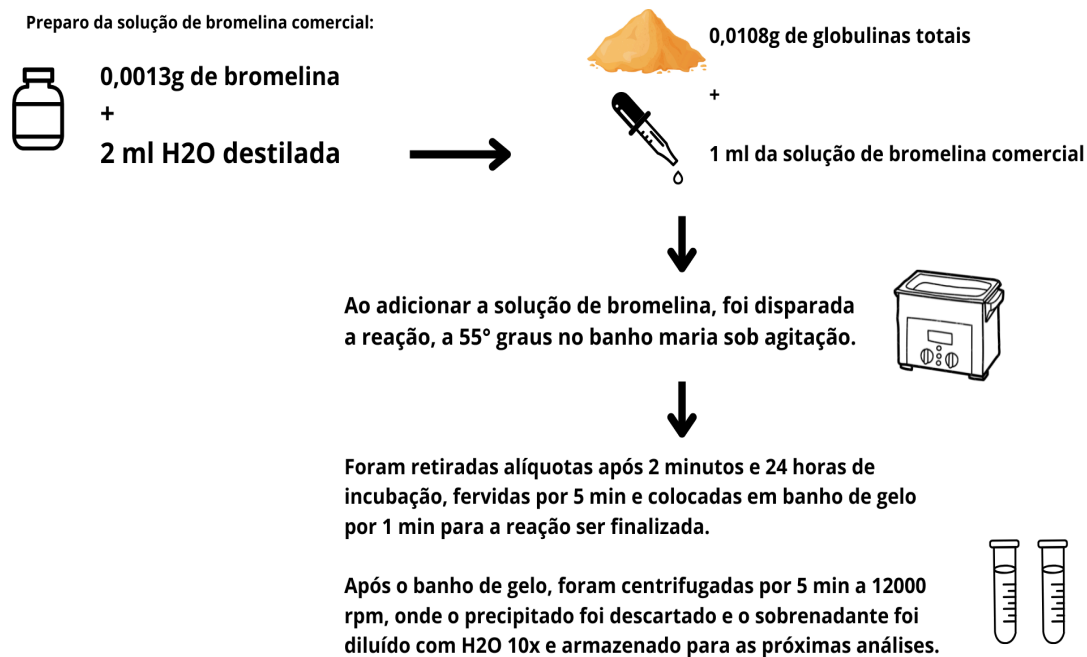 Preparo da solução de bromelina comercial:
0,0013g de bromelina
+
2 ml H2O destilada
0,0108g de globulinas totais
+
1 ml da solução de bromelina comercial
Ao adicionar a solução de bromelina, foi disparada
a reação, a 55° graus no banho maria sob agitação.
Foram retiradas alíquotas após 2 minutos e 24 horas de
incubação, fervidas por 5 min e colocadas em banho de gelo
por 1 min para a reação ser finalizada.
Após o banho de gelo, foram centrifugadas por 5 min a 12000
rpm, onde o precipitado foi descartado e o sobrenadante foi
diluído com H2O 10x e armazenado para as próximas análises.